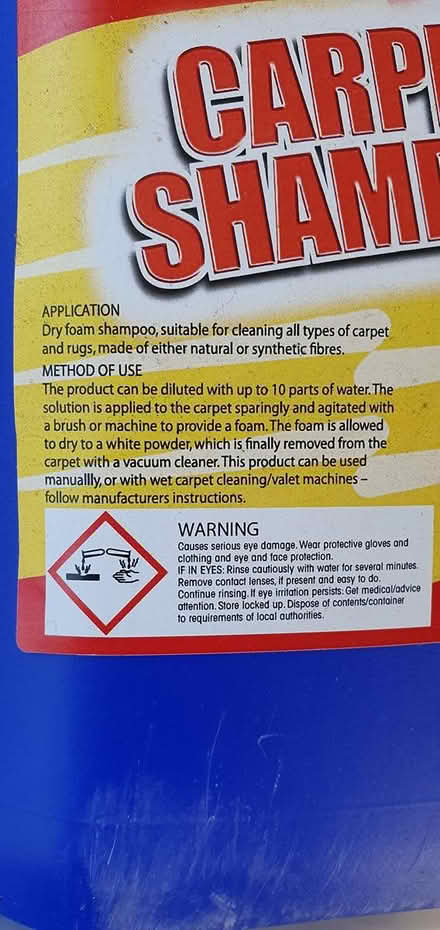 CARP
SHAM
APPLICATION
Dry foam shampoo, suitable for cleaning all types of carpet
and rugs, made of either natural or synthetic fibres.
METHOD OF USE
The product can be diluted with up to 10 parts of water. The
solution is applied to the carpet sparingly and agitated with
a brush or machine to provide a foam. The foam is allowed
to dry to a white powder, which is finally removed from the
carpet with a vacuum cleaner. This product can be used
manuallly, or with wet carpet cleaning/valet machines –
follow manufacturers instructions.
WARNING
Causes serious eye damage. Wear protective gloves and
clothing and eye and face protection.
IF IN EYES: Rinse cautiously with water for several minutes.
Remove contact lenses, if present and easy to do.
Continue rinsing. If eye irritation persists: Get medical/advice
attention. Store locked up. Dispose of contents/container
to requirements of local authorities.